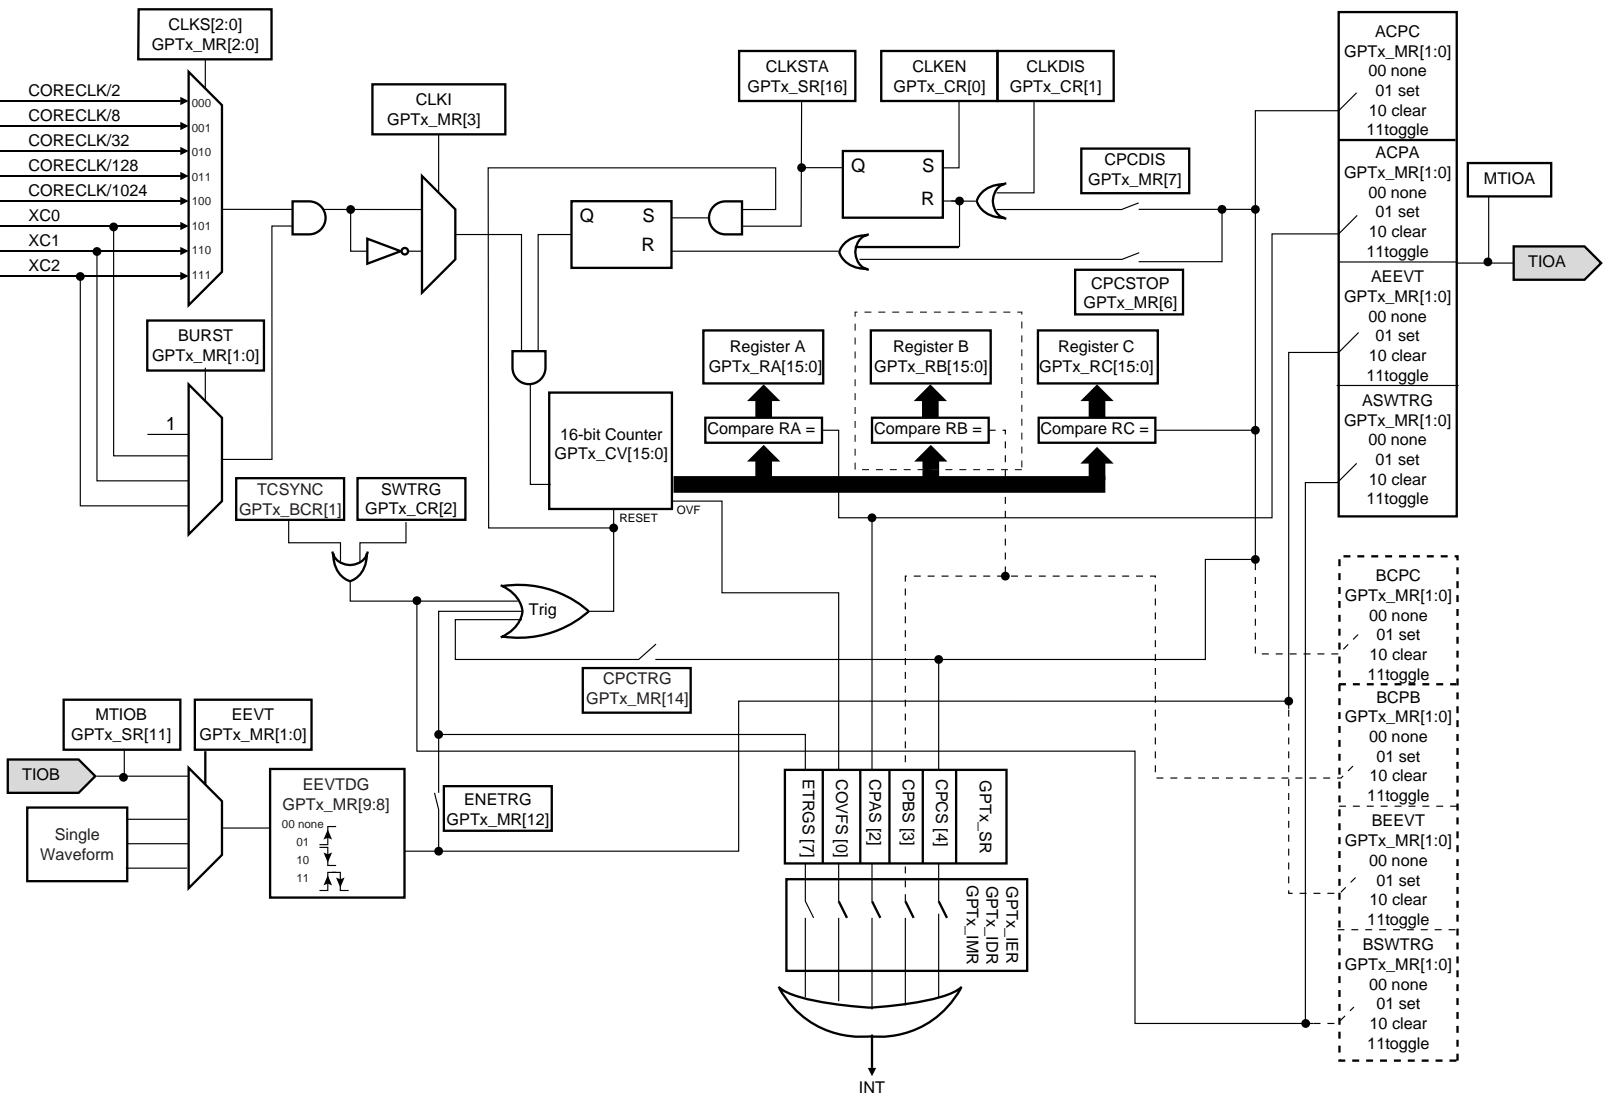 CLKS[2:0]
GPTx_MR[2:0]
CORECLK/2
000
CORECLK/8
001
CORECLK/32
010
CORECLK/128
011
CORECLK/1024
100
XC0
101
XC1
110
XC2
111
BURST
GPTx_MR[1:0]
1
CLKI
GPTx_MR[3]
CLKSTA
GPTx_SR[16]
CLKEN
GPTx_CR[0]
CLKDIS
GPTx_CR[1]
Q
S
R
Q
S
R
CPCDIS
GPTx_MR[7]
CPCSTOP
GPTx_MR[6]
Register A
GPTx_RA[15:0]
Register B
GPTx_RB[15:0]
Register C
GPTx_RC[15:0]
Compare RA =
Compare RB =
Compare RC =
16-bit Counter
GPTx_CV[15:0]
RESET
OVF
TCSYNC
GPTx_BCR[1]
SWTRG
GPTx_CR[2]
Trig
CPCTRG
GPTx_MR[14]
MTIOB
GPTx_SR[11]
EEVT
GPTx_MR[1:0]
TIOB
Single
Waveform
EEVTDG
GPTx_MR[9:8]
00 none
01
10
11
ENETRG
GPTx_MR[12]
ETRGS [7]
COVFS [0]
CPAS [2]
CPBS [3]
CPCS [4]
GPTx_SR
GPTx_IER
GPTx_IDR
GPTx_IMR
INT
ACPC
GPTx_MR[1:0]
00 none
01 set
10 clear
11toggle
ACPA
GPTx_MR[1:0]
00 none
01 set
10 clear
11toggle
AEEVT
GPTx_MR[1:0]
00 none
01 set
10 clear
11toggle
ASWTRG
GPTx_MR[1:0]
00 none
01 set
10 clear
11toggle
MTIOA
TIOA
BCPC
GPTx_MR[1:0]
00 none
01 set
10 clear
11toggle
BCPB
GPTx_MR[1:0]
00 none
01 set
10 clear
11toggle
BEEVT
GPTx_MR[1:0]
00 none
01 set
10 clear
11toggle
BSWTRG
GPTx_MR[1:0]
00 none
01 set
10 clear
11toggle